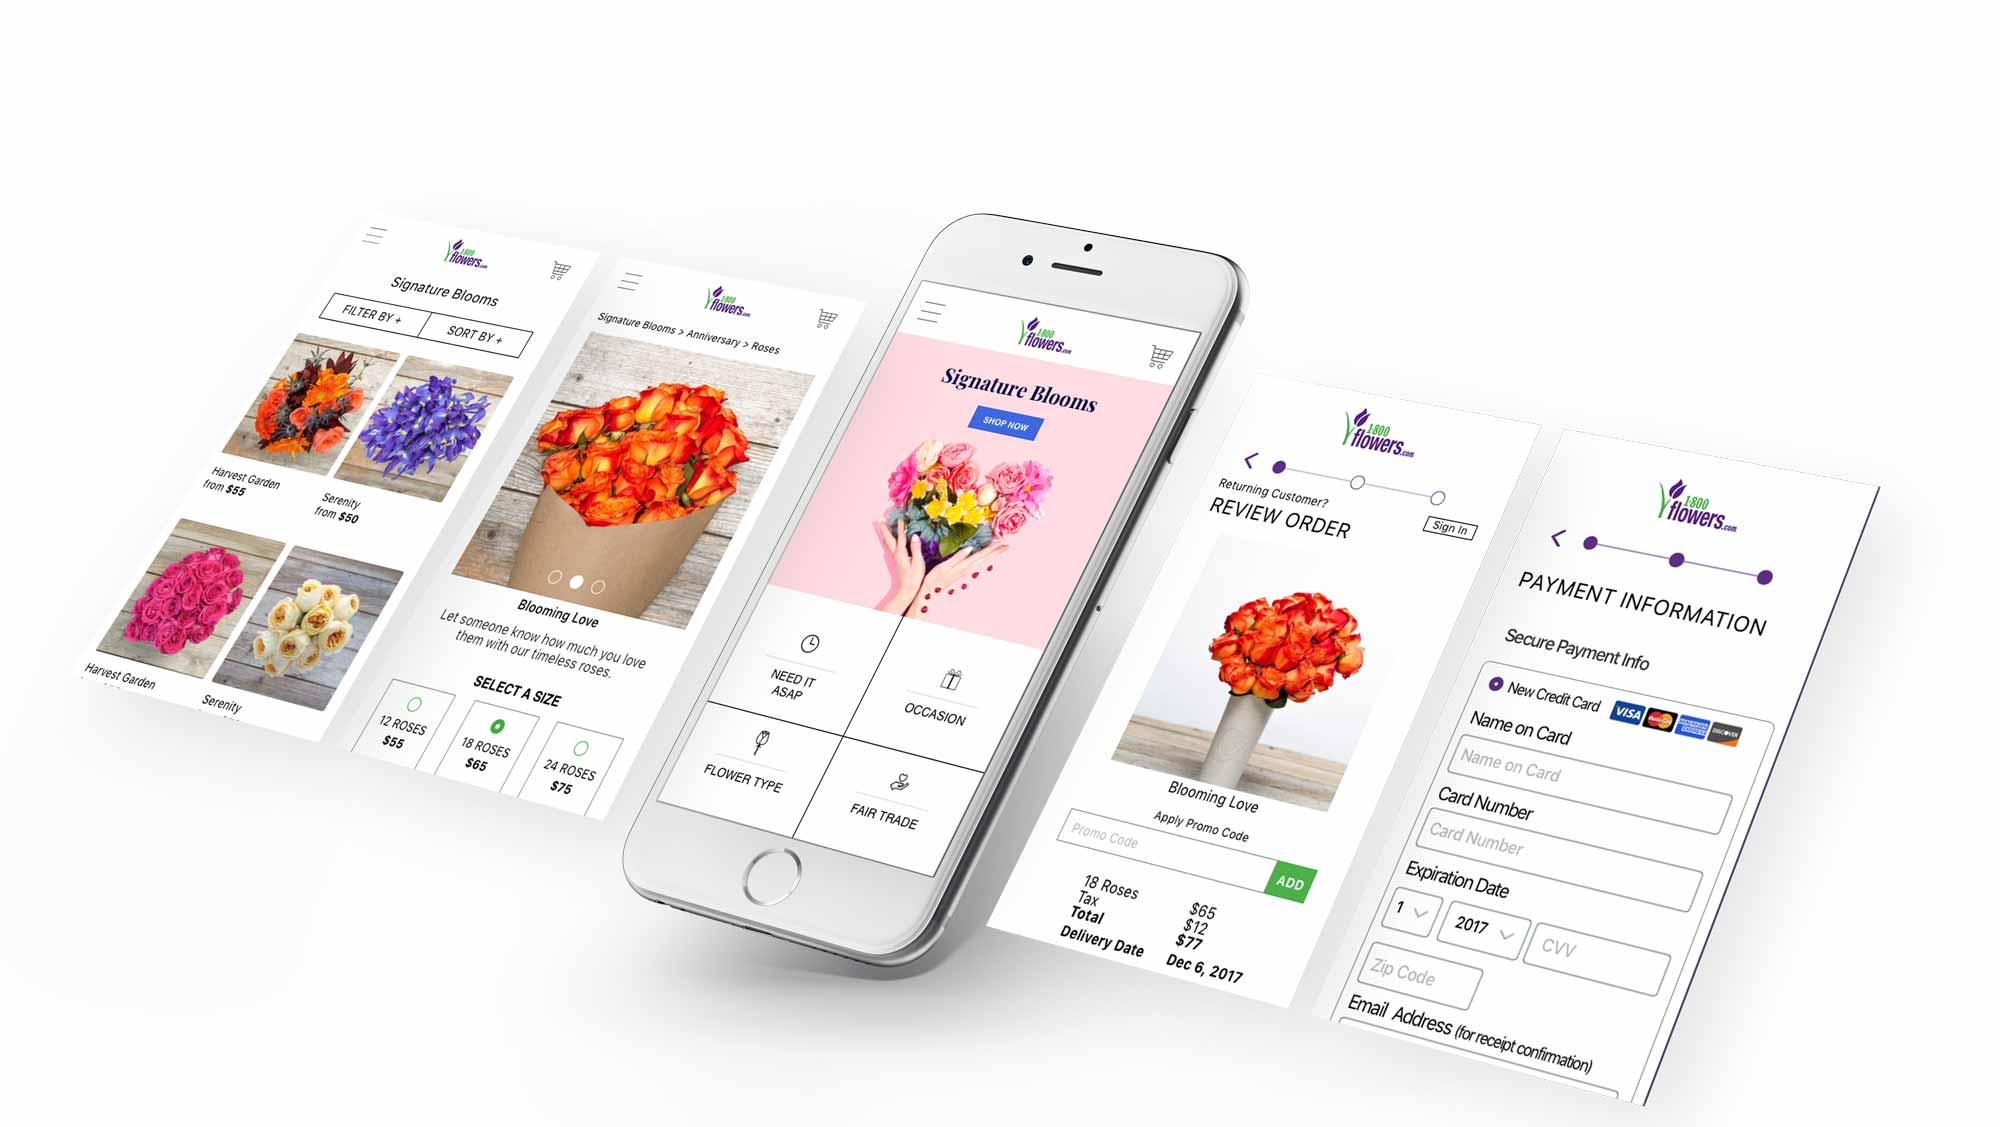 1-800
flowers.com
Signature Blooms
FILTER BY +
SORT BY +
Harvest Garden
from $55
Serenity
from $50
Harvest Garden
Serenity
1-800
flowers.com
Signature Blooms > Anniversary > Roses
Blooming Love
Let someone know how much you love
them with our timeless roses.
SELECT A SIZE
12 ROSES
$55
18 ROSES
$65
24 ROSES
$75
1-800
flowers.com
Signature Blooms
SHOP NOW
NEED IT
ASAP
OCCASION
FLOWER TYPE
FAIR TRADE
1-800
flowers.com
Returning Customer?
REVIEW ORDER
Sign In
Blooming Love
Apply Promo Code
Promo Code
ADD
18 Roses $65
Tax $12
Total $77
Delivery Date Dec 6, 2017
1-800
flowers.com
PAYMENT INFORMATION
Secure Payment Info
New Credit Card
VISA
MasterCard
AMERICAN EXPRESS
DISCOVER
Name on Card
Name on Card
Card Number
Card Number
Expiration Date
1
2017
CVV
Zip Code
Email Address (for receipt confirmation)